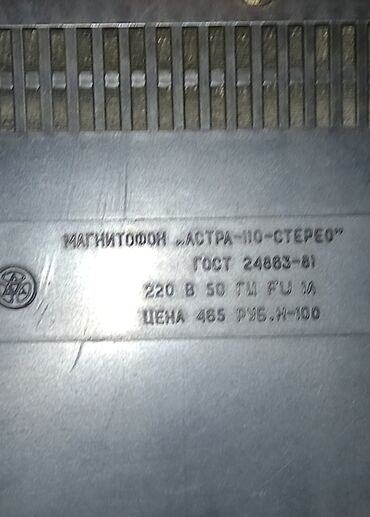 МАГНИТОФОН „АСТРА-110-СТЕРЕО"
ГОСТ 24863-81
220 В 50 ГЦ FU 1А
ЦЕНА 465 РУБ.Н-100